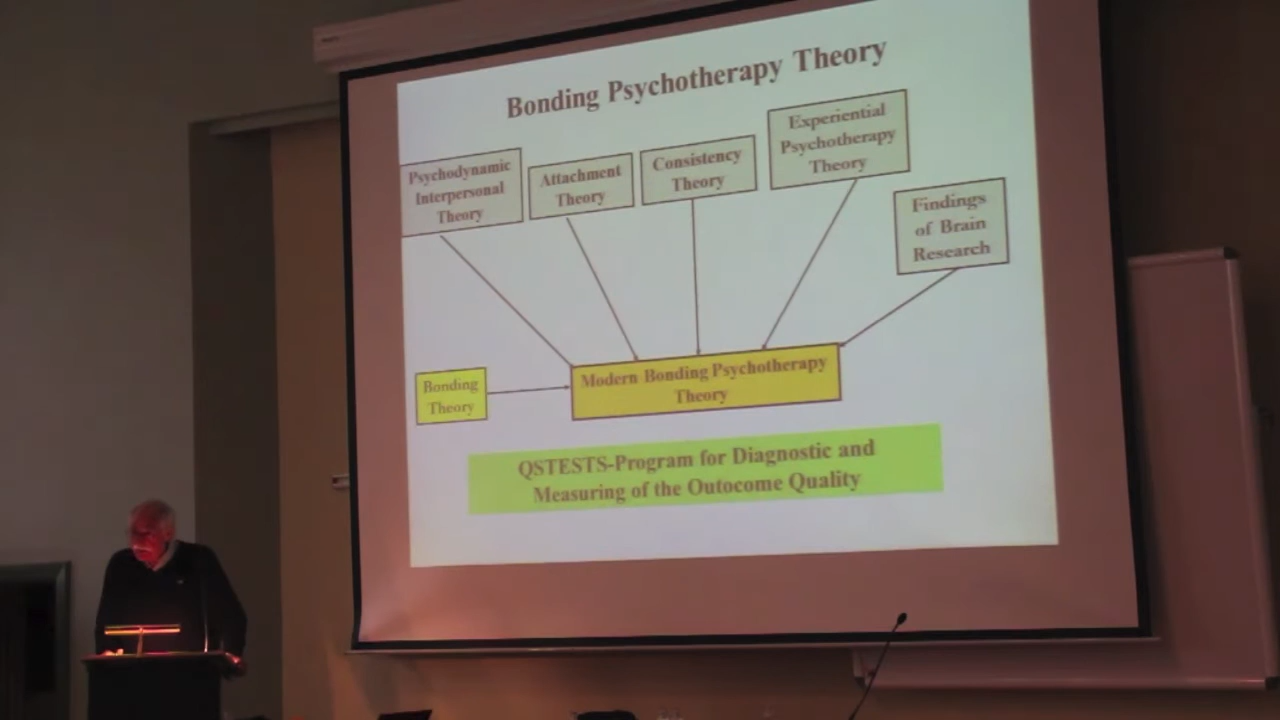 Bonding Psychotherapy Theory
Psychodynamic
Interpersonal
Theory
Attachment
Theory
Consistency
Theory
Experiential
Psychotherapy
Theory
Findings
of Brain
Research
Bonding
Theory
Modern Bonding Psychotherapy
Theory
QSTESTS-Program for Diagnostic and
Measuring of the Outocome Quality